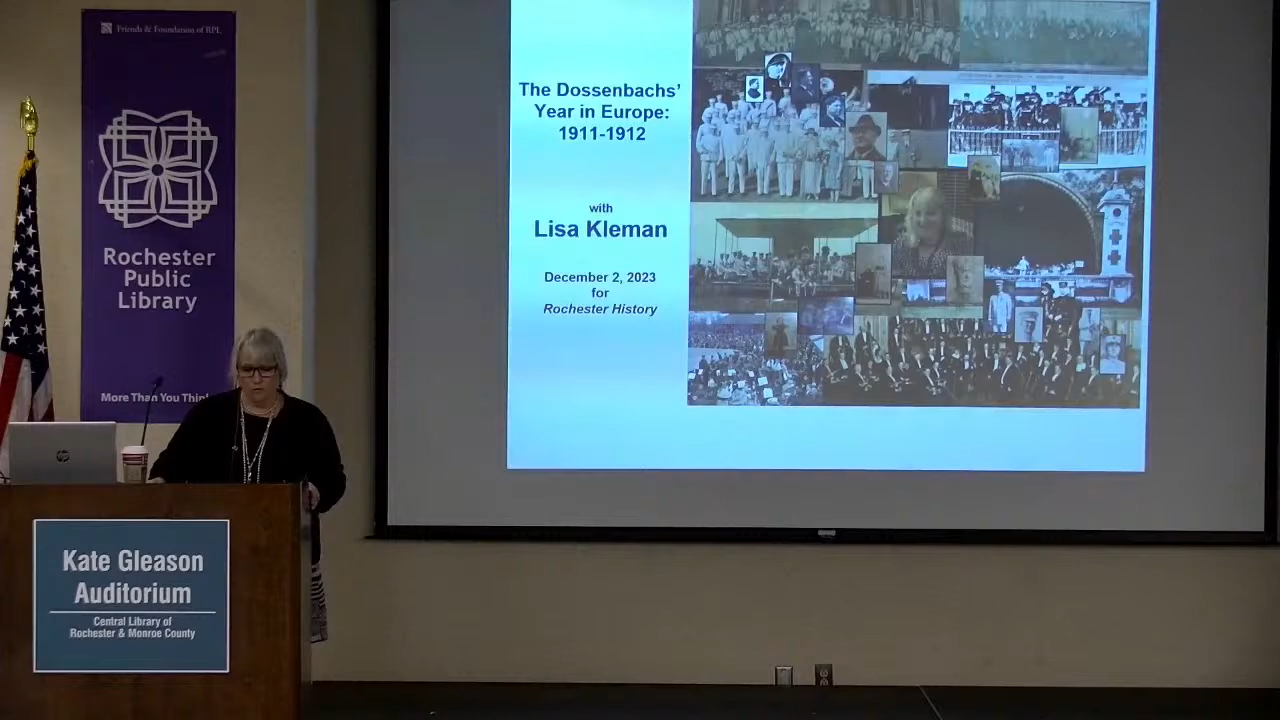 Friends & Foundation of RPL
Rochester
Public
Library
More Than You Thin
Kate Gleason
Auditorium
Central Library of
Rochester & Monroe County
hp
The Dossenbachs'
Year in Europe:
1911-1912
with
Lisa Kleman
December 2, 2023
for
Rochester History